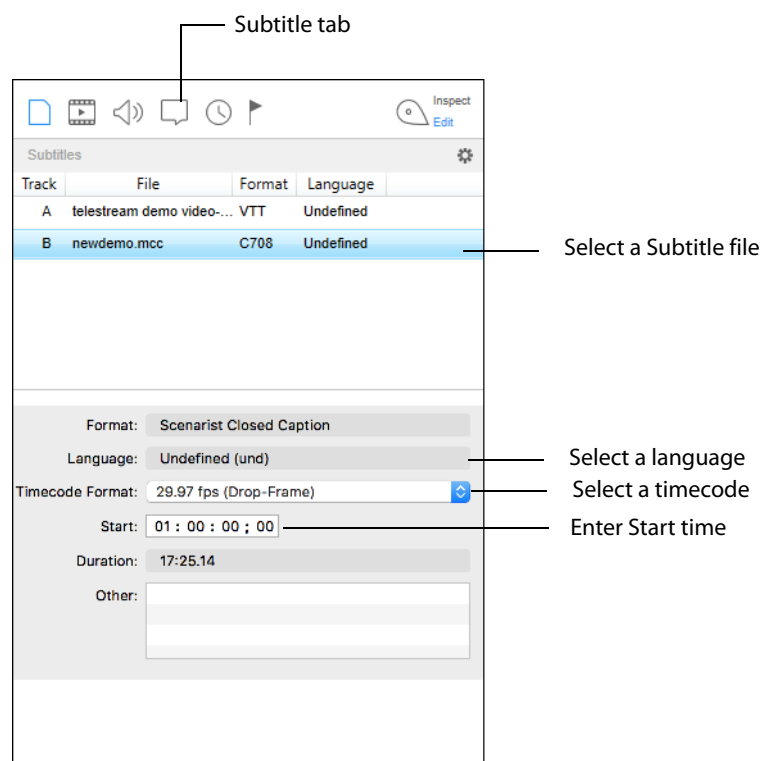 Subtitle tab
Inspect
Edit
Subtitles
Track File Format Language
A telestream demo video-... VTT Undefined
B newdemo.mcc C708 Undefined
Select a Subtitle file
Format: Scenarist Closed Caption
Language: Undefined (und)
Select a language
Timecode Format: 29.97 fps (Drop-Frame)
Select a timecode
Start: 01 : 00 : 00 ; 00
Enter Start time
Duration: 17:25.14
Other: